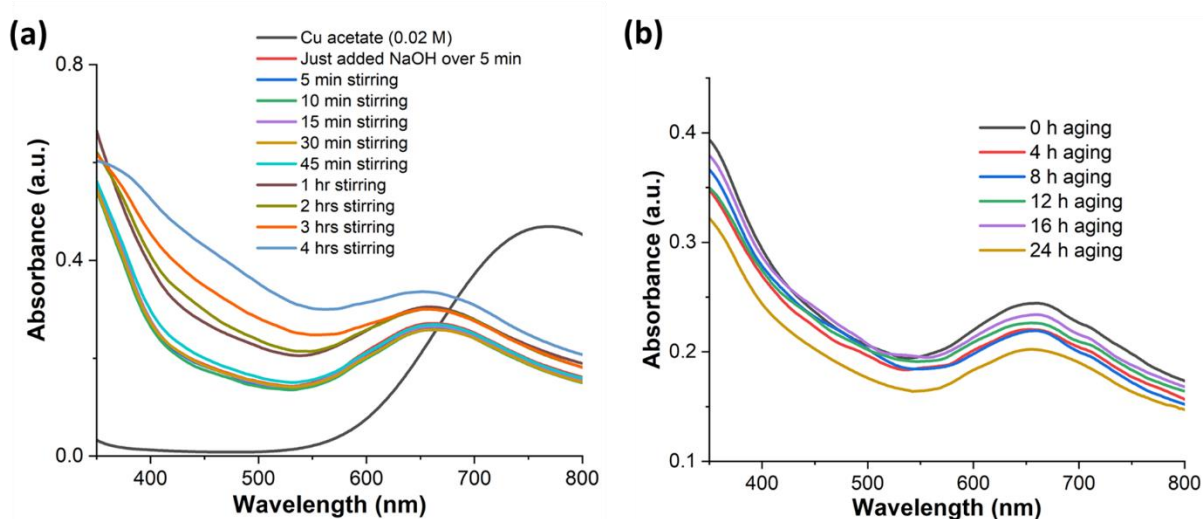 (a)
Cu acetate (0.02 M)
Just added NaOH over 5 min
5 min stirring
10 min stirring
15 min stirring
30 min stirring
45 min stirring
1 hr stirring
2 hrs stirring
3 hrs stirring
4 hrs stirring
0.8
0.4
0.0
Absorbance (a.u.)
400 500 600 700 800
Wavelength (nm)
(b)
0 h aging
4 h aging
8 h aging
12 h aging
16 h aging
24 h aging
0.4
0.3
0.2
0.1
Absorbance (a.u.)
400 500 600 700 800
Wavelength (nm)